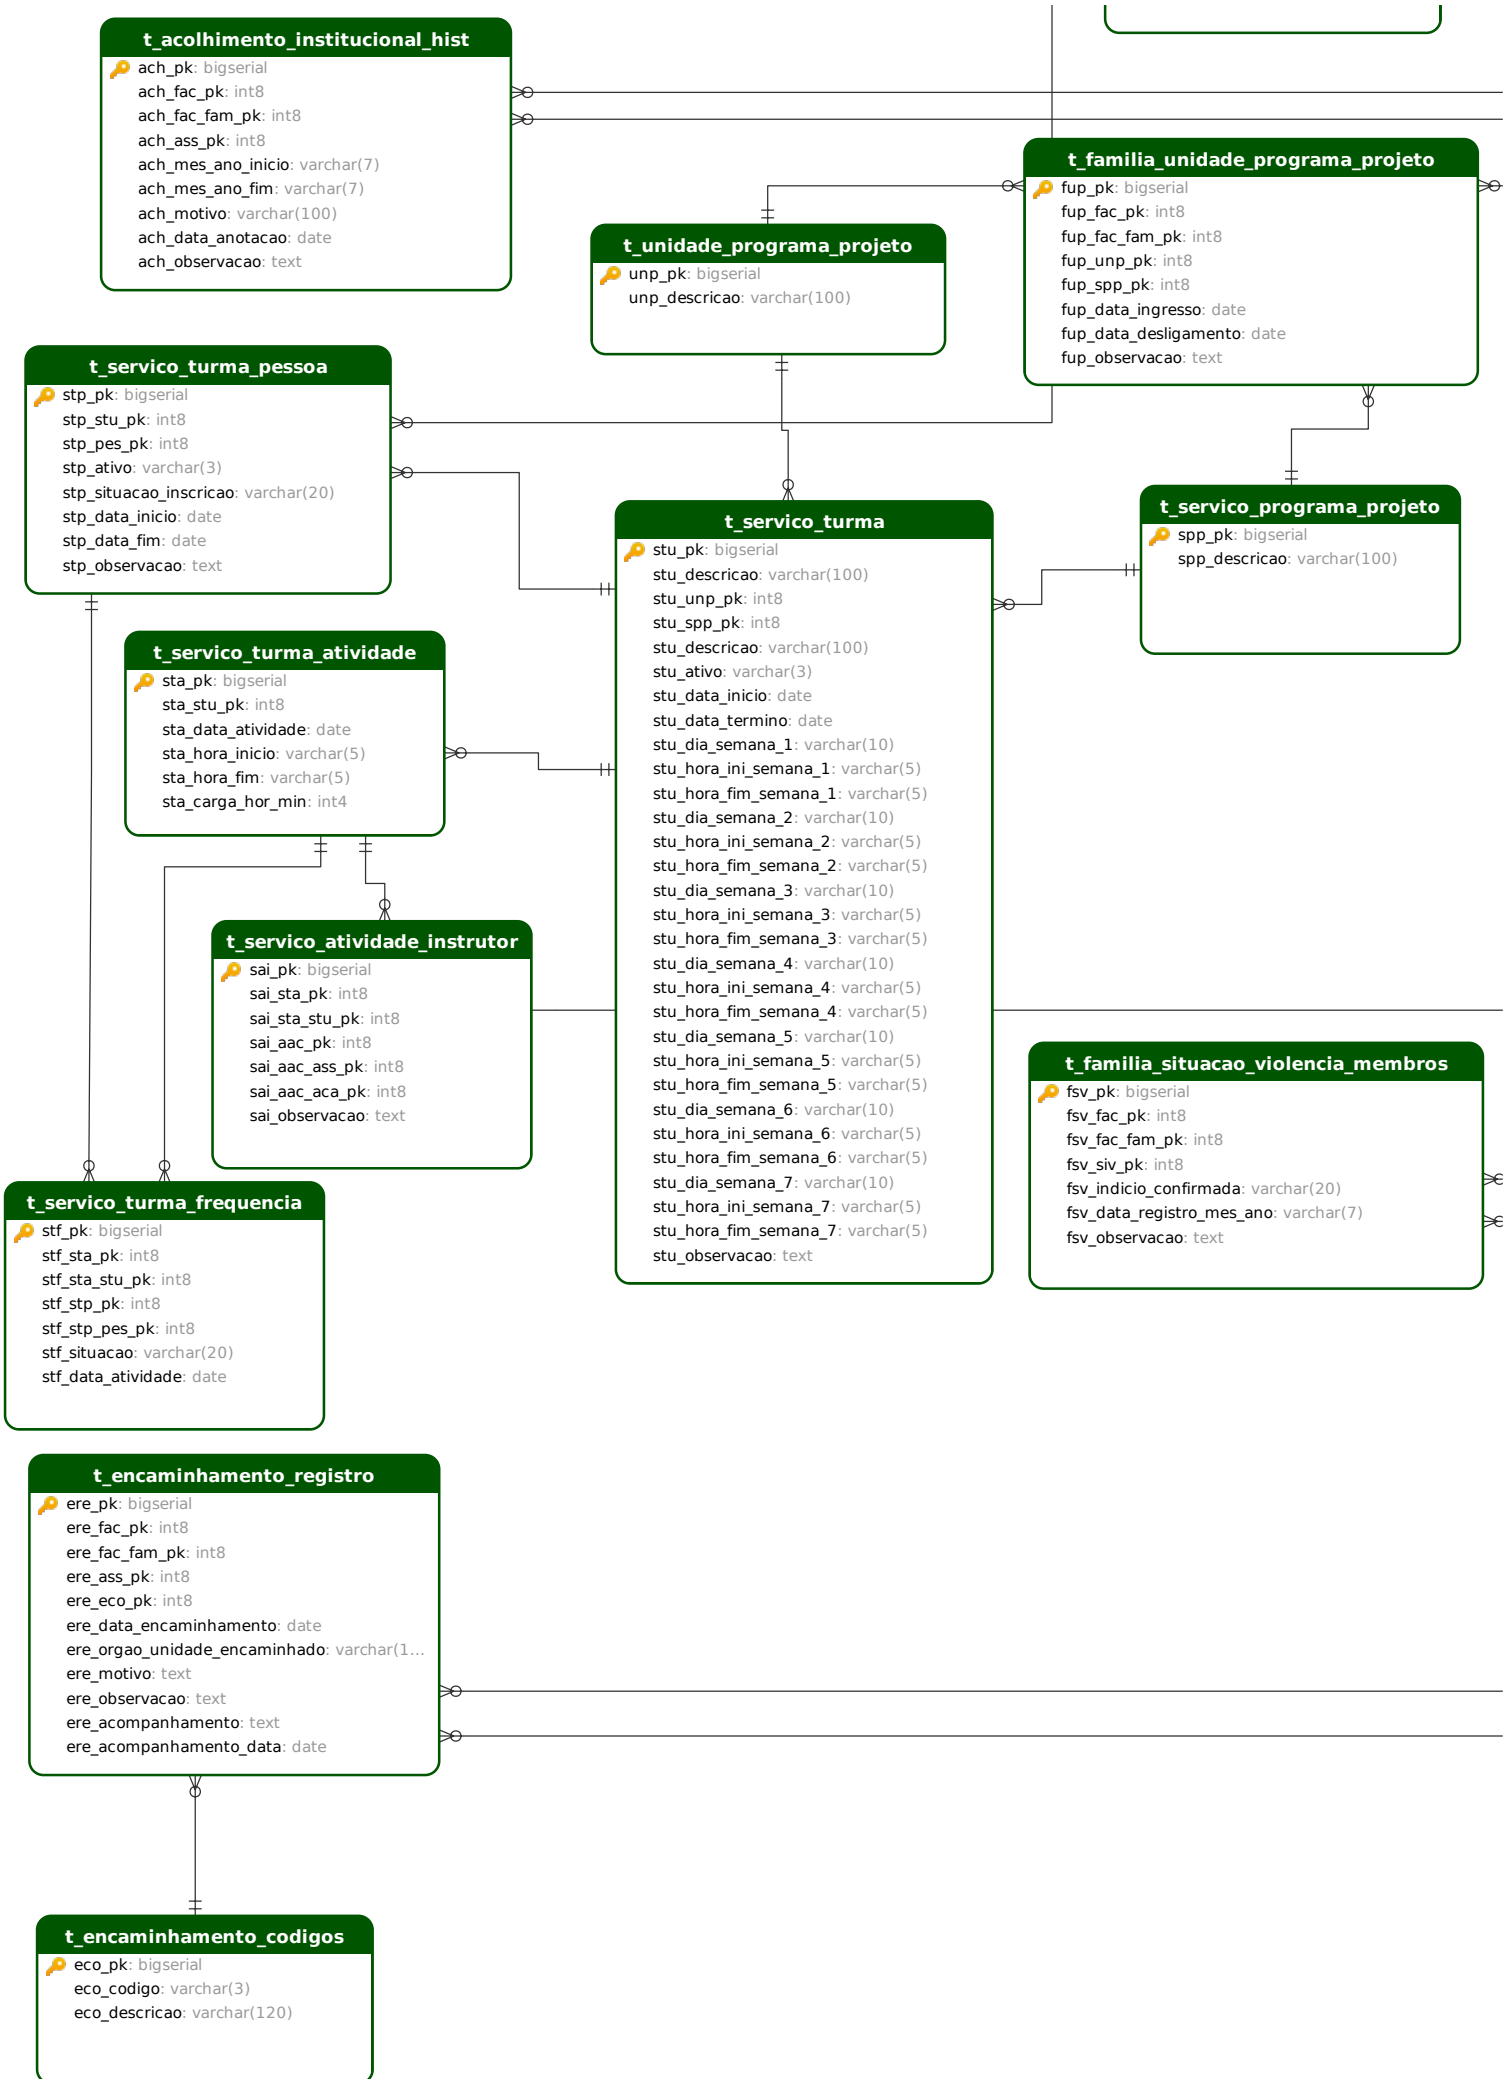 t_acolhimento_institucional_hist
ach_pk: bigserial
ach_fac_pk: int8
ach_fac_fam_pk: int8
ach_ass_pk: int8
ach_mes_ano_inicio: varchar(7)
ach_mes_ano_fim: varchar(7)
ach_motivo: varchar(100)
ach_data_anotacao: date
ach_observacao: text
t_familia_unidade_programa_projeto
fup_pk: bigserial
fup_fac_pk: int8
fup_fac_fam_pk: int8
fup_unp_pk: int8
fup_spp_pk: int8
fup_data_ingresso: date
fup_data_desligamento: date
fup_observacao: text
t_unidade_programa_projeto
unp_pk: bigserial
unp_descricao: varchar(100)
t_servico_turma_pessoa
stp_pk: bigserial
stp_stu_pk: int8
stp_pes_pk: int8
stp_ativo: varchar(3)
stp_situacao_inscricao: varchar(20)
stp_data_inicio: date
stp_data_fim: date
stp_observacao: text
t_servico_programa_projeto
spp_pk: bigserial
spp_descricao: varchar(100)
t_servico_turma
stu_pk: bigserial
stu_descricao: varchar(100)
stu_unp_pk: int8
stu_spp_pk: int8
stu_descricao: varchar(100)
stu_ativo: varchar(3)
stu_data_inicio: date
stu_data_termino: date
stu_dia_semana_1: varchar(10)
stu_hora_ini_semana_1: varchar(5)
stu_hora_fim_semana_1: varchar(5)
stu_dia_semana_2: varchar(10)
stu_hora_ini_semana_2: varchar(5)
stu_hora_fim_semana_2: varchar(5)
stu_dia_semana_3: varchar(10)
stu_hora_ini_semana_3: varchar(5)
stu_hora_fim_semana_3: varchar(5)
stu_dia_semana_4: varchar(10)
stu_hora_ini_semana_4: varchar(5)
stu_hora_fim_semana_4: varchar(5)
stu_dia_semana_5: varchar(10)
stu_hora_ini_semana_5: varchar(5)
stu_hora_fim_semana_5: varchar(5)
stu_dia_semana_6: varchar(10)
stu_hora_ini_semana_6: varchar(5)
stu_hora_fim_semana_6: varchar(5)
stu_dia_semana_7: varchar(10)
stu_hora_ini_semana_7: varchar(5)
stu_hora_fim_semana_7: varchar(5)
stu_observacao: text
t_servico_turma_atividade
sta_pk: bigserial
sta_stu_pk: int8
sta_data_atividade: date
sta_hora_inicio: varchar(5)
sta_hora_fim: varchar(5)
sta_carga_hor_min: int4
t_servico_atividade_instrutor
sai_pk: bigserial
sai_sta_pk: int8
sai_sta_stu_pk: int8
sai_aac_pk: int8
sai_aac_ass_pk: int8
sai_aac_aca_pk: int8
sai_observacao: text
t_familia_situacao_violencia_membros
fsv_pk: bigserial
fsv_fac_pk: int8
fsv_fac_fam_pk: int8
fsv_siv_pk: int8
fsv_indicio_confirmada: varchar(20)
fsv_data_registro_mes_ano: varchar(7)
fsv_observacao: text
t_servico_turma_frequencia
stf_pk: bigserial
stf_sta_pk: int8
stf_sta_stu_pk: int8
stf_stp_pk: int8
stf_stp_pes_pk: int8
stf_situacao: varchar(20)
stf_data_atividade: date
t_encaminhamento_registro
ere_pk: bigserial
ere_fac_pk: int8
ere_fac_fam_pk: int8
ere_ass_pk: int8
ere_eco_pk: int8
ere_data_encaminhamento: date
ere_orgao_unidade_encaminhado: varchar(1...
ere_motivo: text
ere_observacao: text
ere_acompanhamento: text
ere_acompanhamento_data: date
t_encaminhamento_codigos
eco_pk: bigserial
eco_codigo: varchar(3)
eco_descricao: varchar(120)